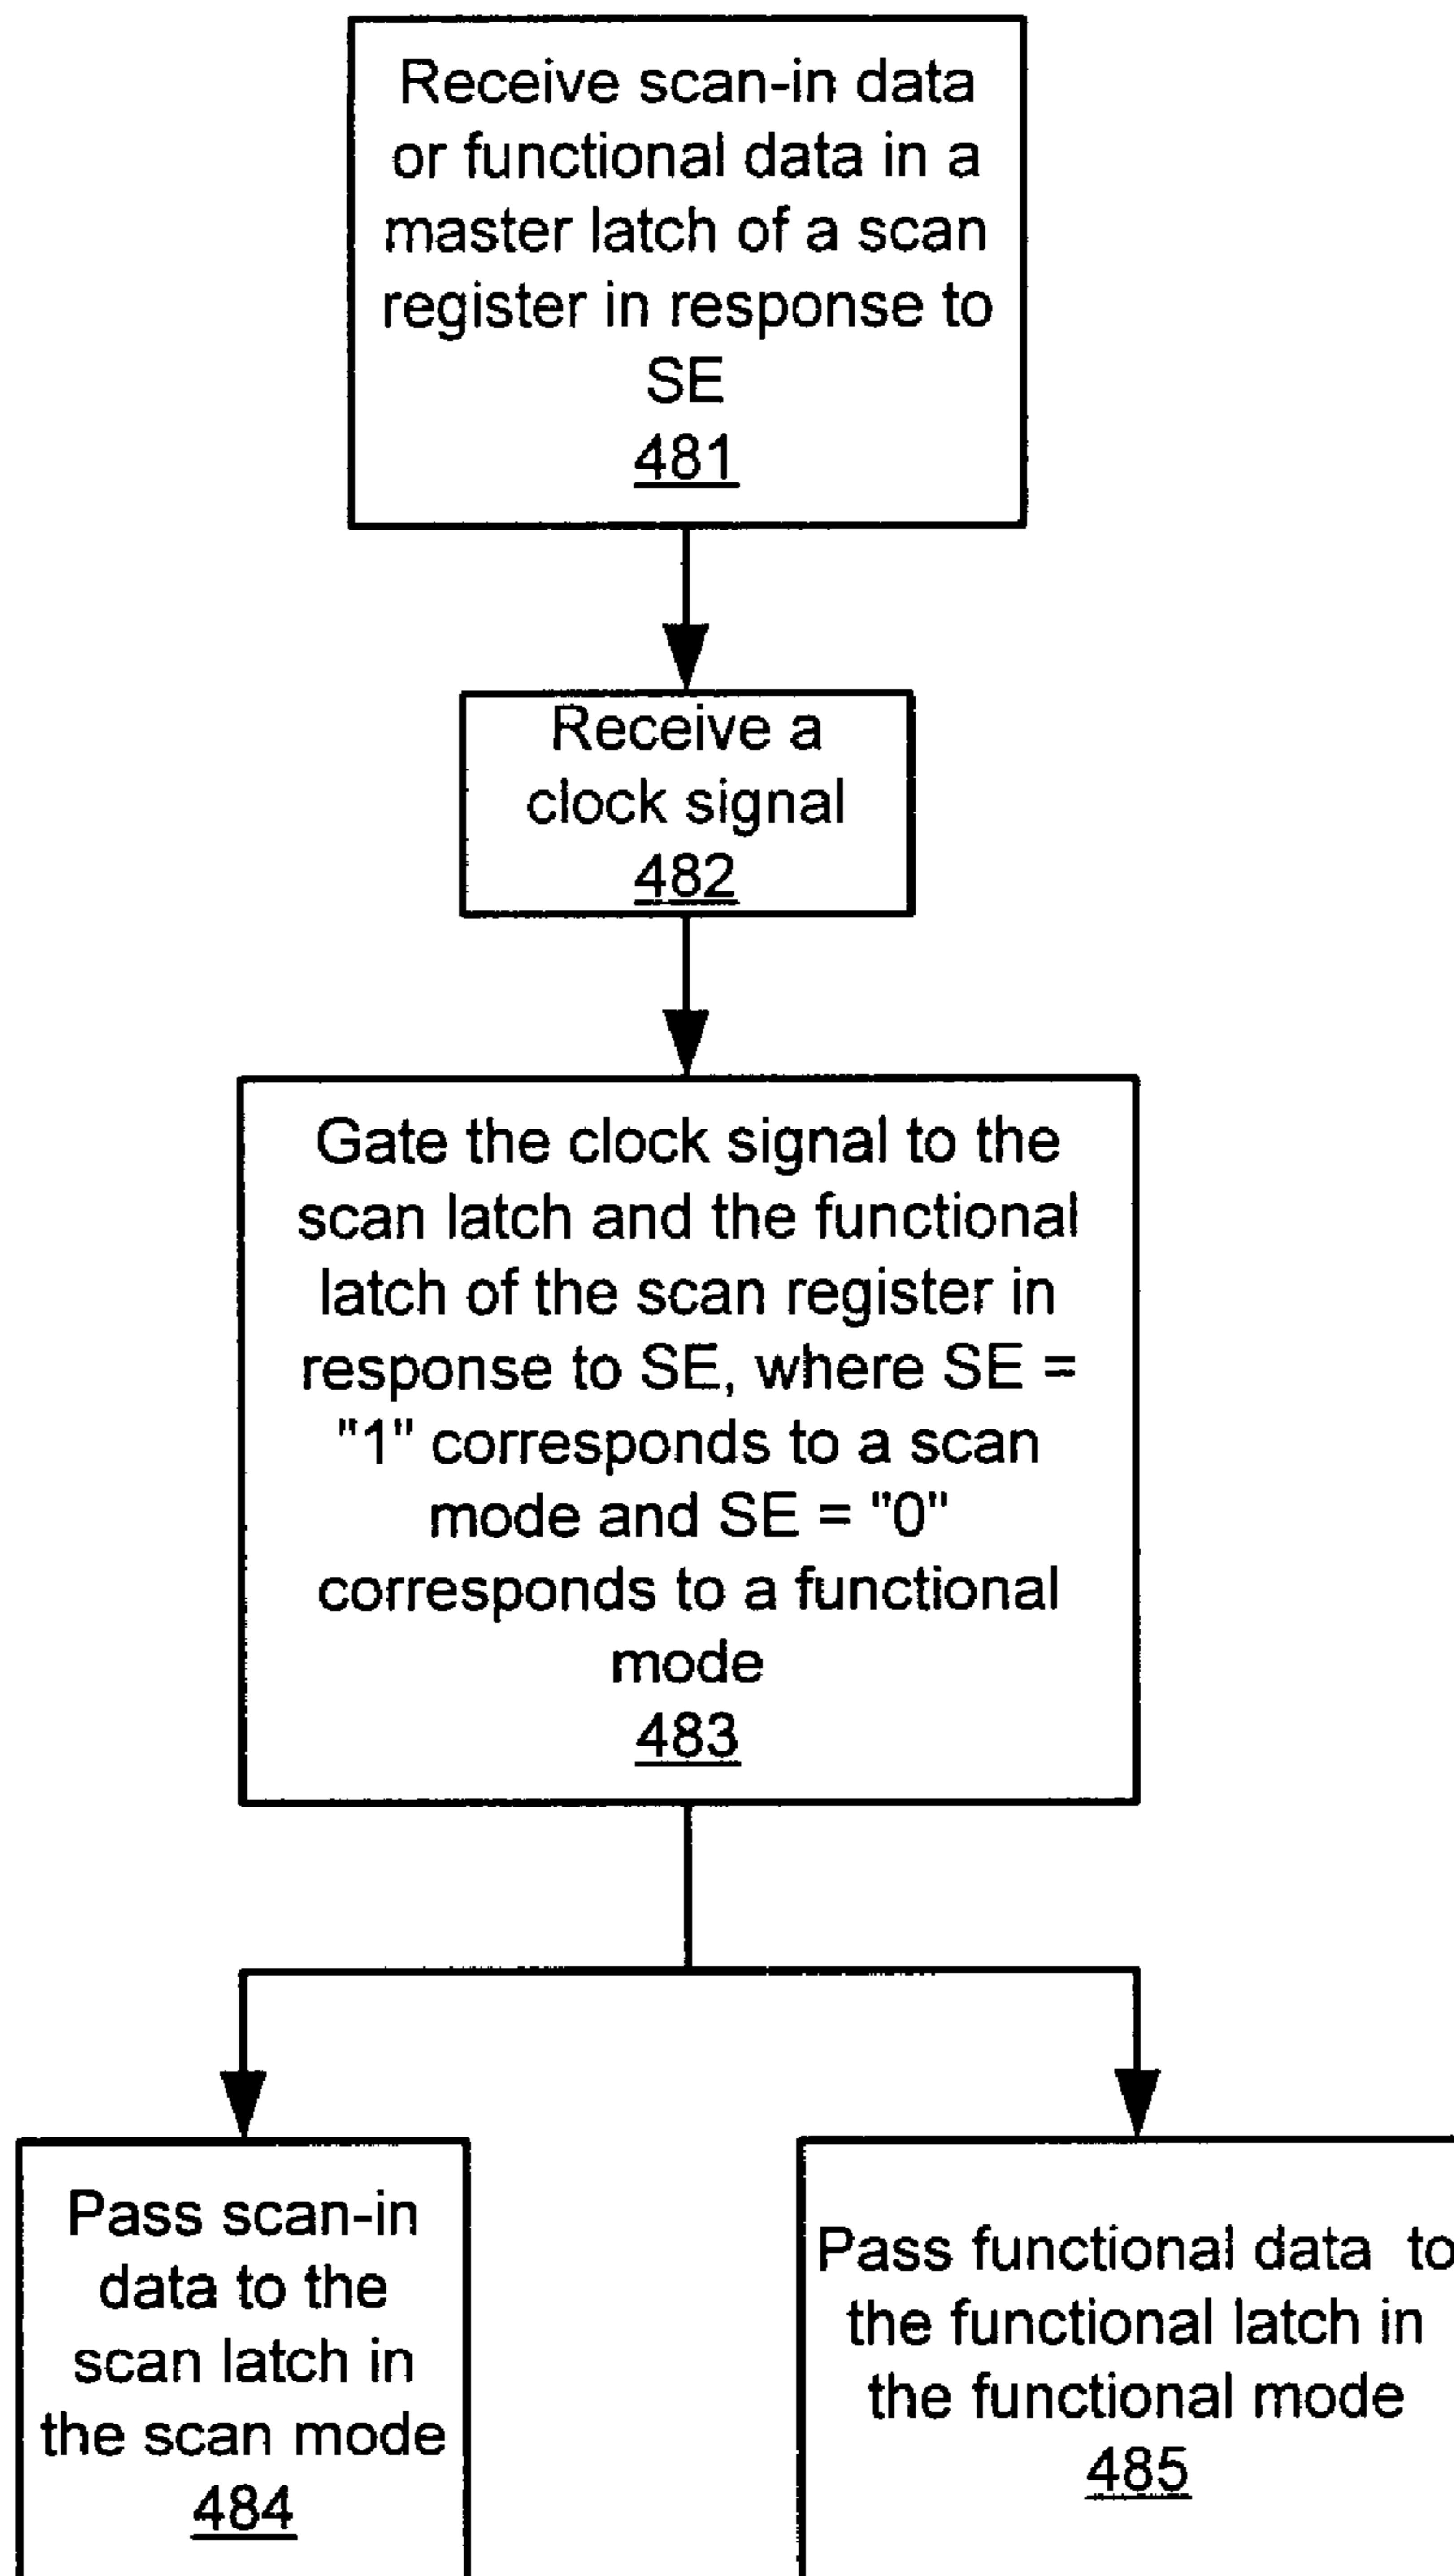 Receive scan-in data
or functional data in a
master latch of a scan
register in response to
SE
481
Receive a
clock signal
482
Gate the clock signal to the
scan latch and the functional
latch of the scan register in
response to SE, where SE =
"1" corresponds to a scan
mode and SE = "0"
corresponds to a functional
mode
483
Pass scan-in
data to the
scan latch in
the scan mode
484
Pass functional data to
the functional latch in
the functional mode
485